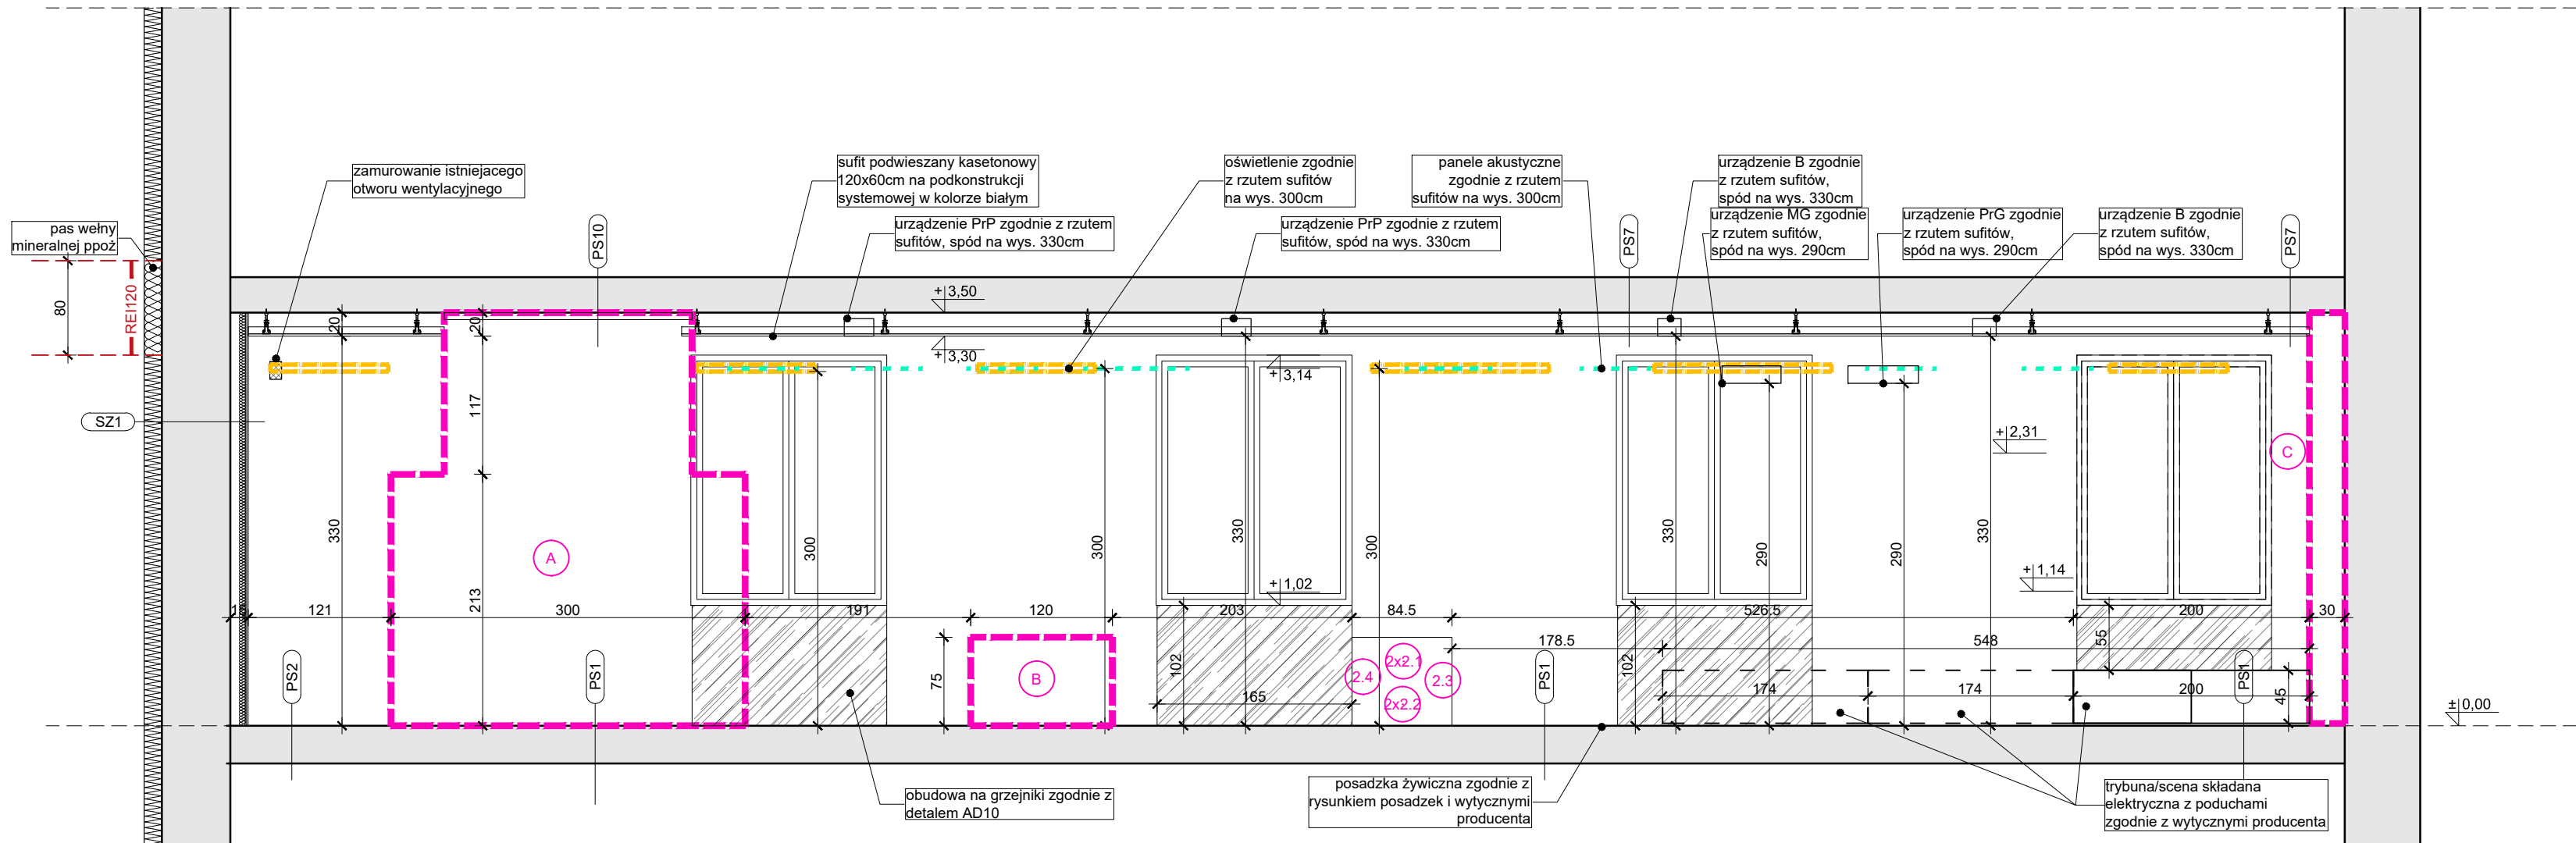 zamurowanie istniejacego
otworu wentylacyjnego
sufit podwieszany kasetonowy
120x60cm na podkonstrukcji
systemowej w kolorze białym
oświetlenie zgodnie
z rzutem sufitów
na wys. 300cm
panele akustyczne
zgodnie z rzutem
sufitów na wys. 300cm
urządzenie B zgodnie
z rzutem sufitów,
spód na wys. 330cm
pas wełny
mineralnej ppoż
urządzenie PrP zgodnie z rzutem
sufitów, spód na wys. 330cm
urządzenie PrP zgodnie z rzutem
sufitów, spód na wys. 330cm
urządzenie MG zgodnie
z rzutem sufitów,
spód na wys. 290cm
urządzenie PrG zgodnie
z rzutem sufitów,
spód na wys. 290cm
urządzenie B zgodnie
z rzutem sufitów,
spód na wys. 330cm
PS10
PS7
PS7
80
REI120
+3,50
20
20
+3,30
+3,14
SZ1
117
+2,31
C
330
A
300
300
330
300
330
290
290
330
213
+1,02
+1,14
15
121
300
191
120
203
84.5
526.5
200
30
178.5
548
55
PS2
PS1
75
B
102
165
2.4
2x2.1
2x2.2
2.3
PS1
102
174
174
200
PS1
45
±0,00
obudowa na grzejniki zgodnie z
detalem AD10
posadzka żywiczna zgodnie z
rysunkiem posadzek i wytycznymi
producenta
trybuna/scena składana
elektryczna z poduchami
zgodnie z wytycznymi producenta